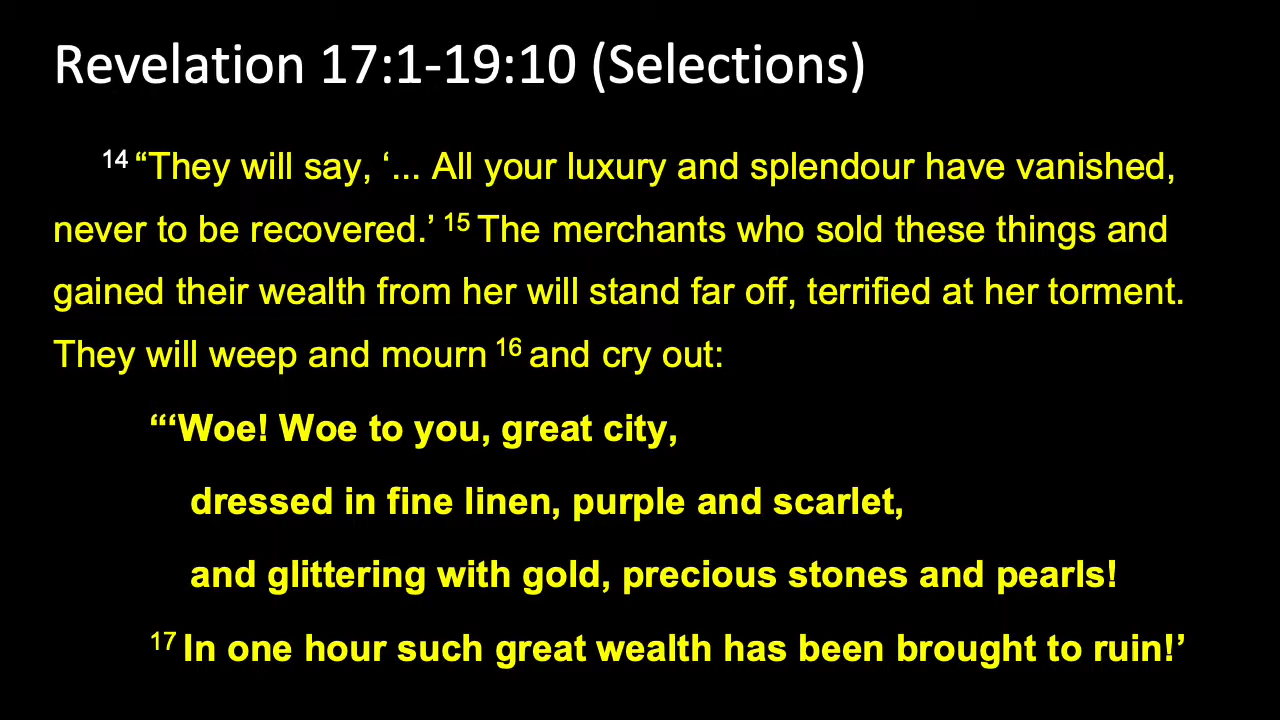 Revelation 17:1-19:10 (Selections)
14 “They will say, ‘... All your luxury and splendour have vanished,
never to be recovered.’ 15 The merchants who sold these things and
gained their wealth from her will stand far off, terrified at her torment.
They will weep and mourn 16 and cry out:
“‘Woe! Woe to you, great city,
dressed in fine linen, purple and scarlet,
and glittering with gold, precious stones and pearls!
17 In one hour such great wealth has been brought to ruin!’